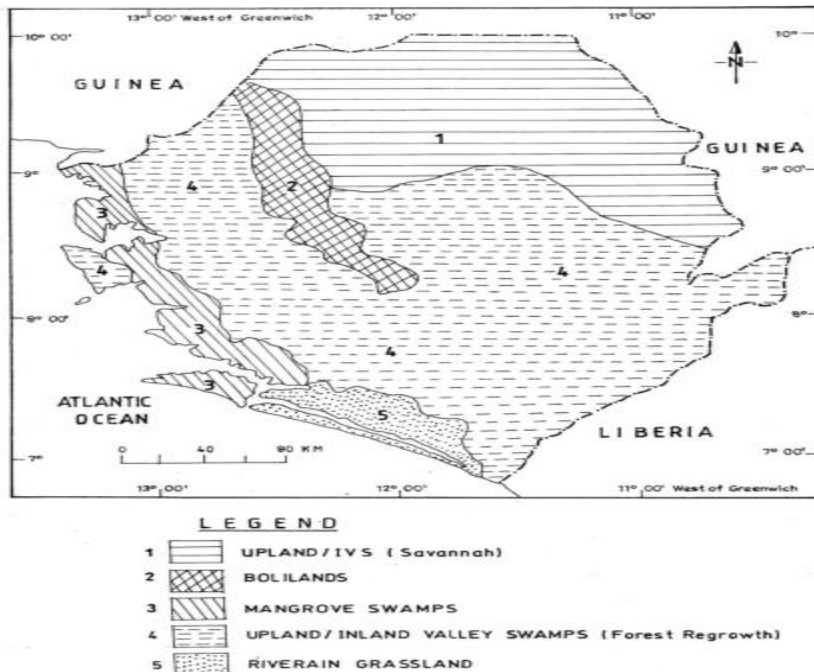 13° 00' West of Greenwich 12° 00' 11° 00'
10° 00' 10°
GUINEA
N
1
GUINEA
9° 9° 00'
4 2
3
4 4
8° 00' 8°
3 4
3
ATLANTIC
OCEAN
5
LIBERIA
0 40 80 KM
7° 7° 00'
13° 00' 12° 00' 11° 00' West of Greenwich
LEGEND
1 UPLAND/IVS (Savannah)
2 BOLILANDS
3 MANGROVE SWAMPS
4 UPLAND/INLAND VALLEY SWAMPS (Forest Regrowth)
5 RIVERAIN GRASSLAND